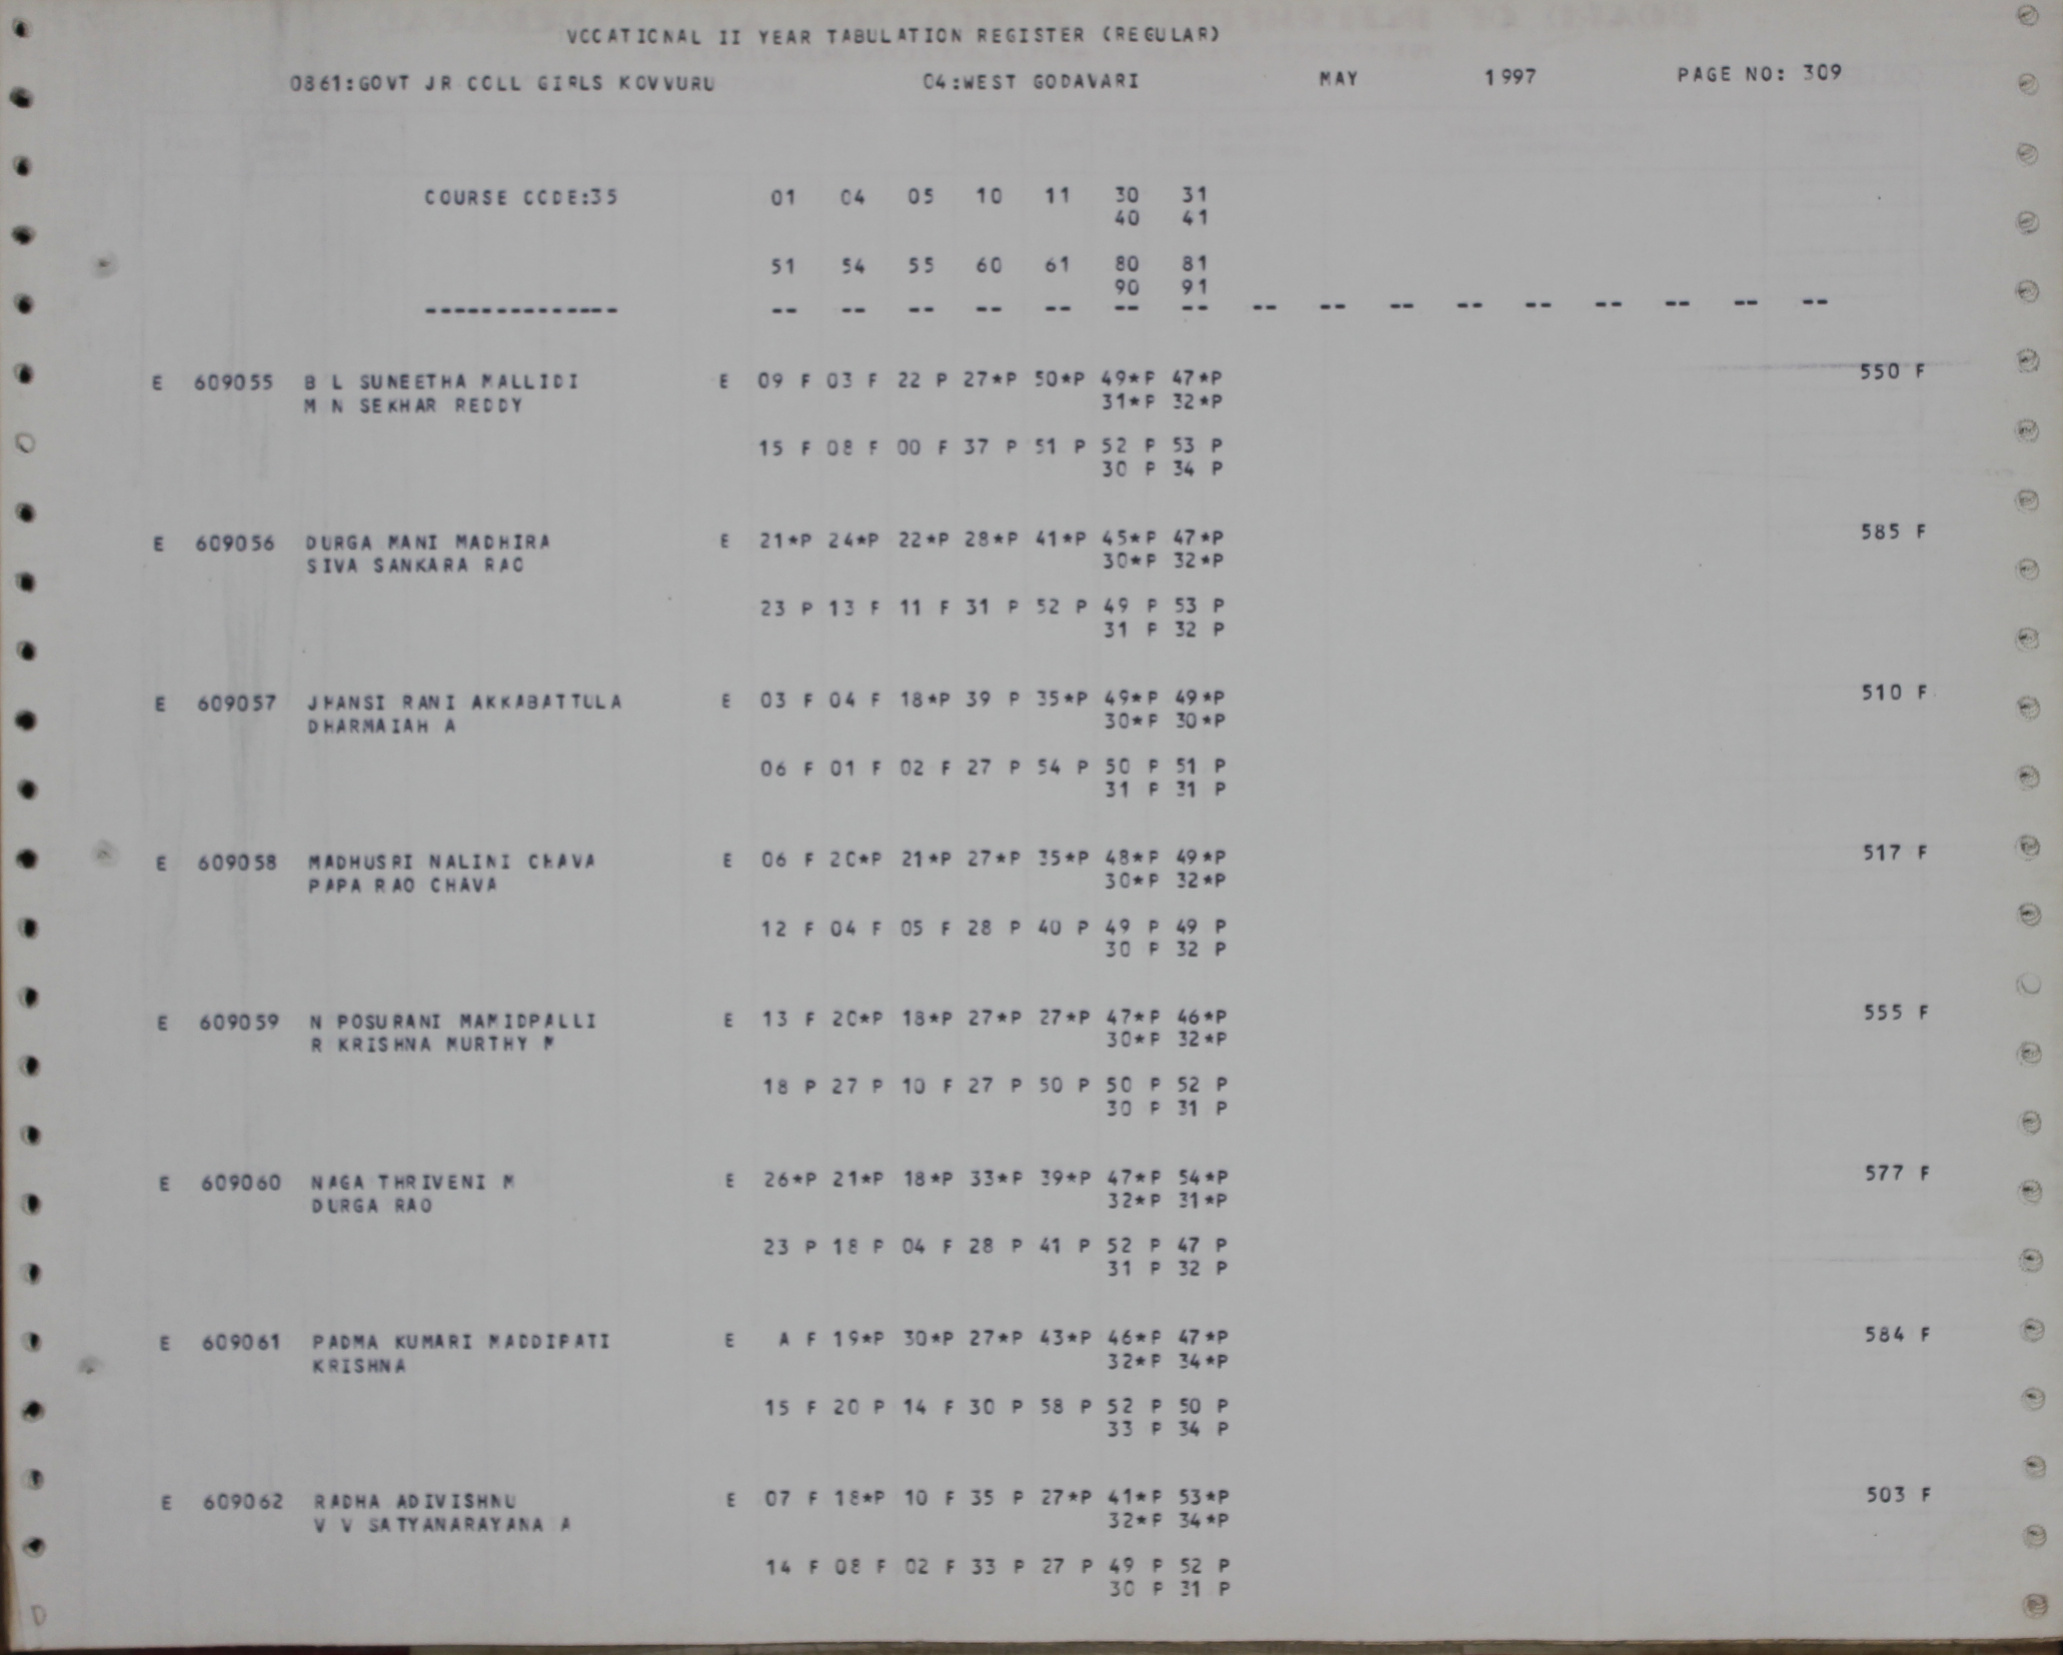 VOCATIONAL II YEAR TABULATION REGISTER (REGULAR)
0861:GOVT JR COLL GIRLS KOVVURU 04:WEST GODAVARI MAY 1997 PAGE NO: 309
COURSE CODE:35 01 04 05 10 11 30 31
40 41
51 54 55 60 61 80 81
90 91
-------------- -- -- -- -- -- -- -- -- -- -- -- -- -- -- -- --
E 609055 B L SUNEETHA MALLIDI E 09 F 03 F 22 P 27*P 50*P 49*P 47*P 550 F
M N SEKHAR REDDY 31*P 32*P
15 F 08 F 00 F 37 P 51 P 52 P 53 P
30 P 34 P
E 609056 DURGA MANI MADHIRA E 21*P 24*P 22*P 28*P 41*P 45*P 47*P 585 F
SIVA SANKARA RAO 30*P 32*P
23 P 13 F 11 F 31 P 52 P 49 P 53 P
31 P 32 P
E 609057 JHANSI RANI AKKABATTULA E 03 F 04 F 18*P 39 P 35*P 49*P 49*P 510 F
DHARMAIAH A 30*P 30*P
06 F 01 F 02 F 27 P 54 P 50 P 51 P
31 P 31 P
E 609058 MADHUSRI NALINI CHAVA E 06 F 20*P 21*P 27*P 35*P 48*P 49*P 517 F
PAPA RAO CHAVA 30*P 32*P
12 F 04 F 05 F 28 P 40 P 49 P 49 P
30 P 32 P
E 609059 N POSURANI MAMIDPALLI E 13 F 20*P 18*P 27*P 27*P 47*P 46*P 555 F
R KRISHNA MURTHY M 30*P 32*P
18 P 27 P 10 F 27 P 50 P 50 P 52 P
30 P 31 P
E 609060 NAGA THRIVENI M E 26*P 21*P 18*P 33*P 39*P 47*P 54*P 577 F
DURGA RAO 32*P 31*P
23 P 18 P 04 F 28 P 41 P 52 P 47 P
31 P 32 P
E 609061 PADMA KUMARI MADDIPATI E A F 19*P 30*P 27*P 43*P 46*P 47*P 584 F
KRISHNA 32*P 34*P
15 F 20 P 14 F 30 P 58 P 52 P 50 P
33 P 34 P
E 609062 RADHA ADIVISHNU E 07 F 18*P 10 F 35 P 27*P 41*P 53*P 503 F
V V SATYANARAYANA A 32*P 34*P
14 F 08 F 02 F 33 P 27 P 49 P 52 P
30 P 31 P